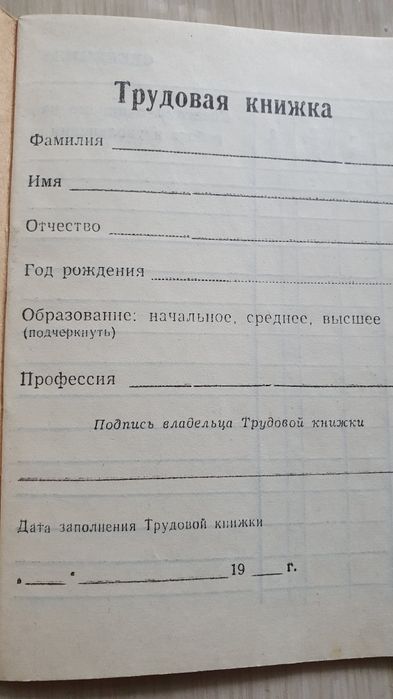 Трудовая книжка
Фамилия
Имя
Отчество
Год рождения
Образование: начальное, среднее, высшее
(подчеркнуть)
Профессия
Подпись владельца Трудовой книжки
Дата заполнения Трудовой книжки
„ “ 19 г.